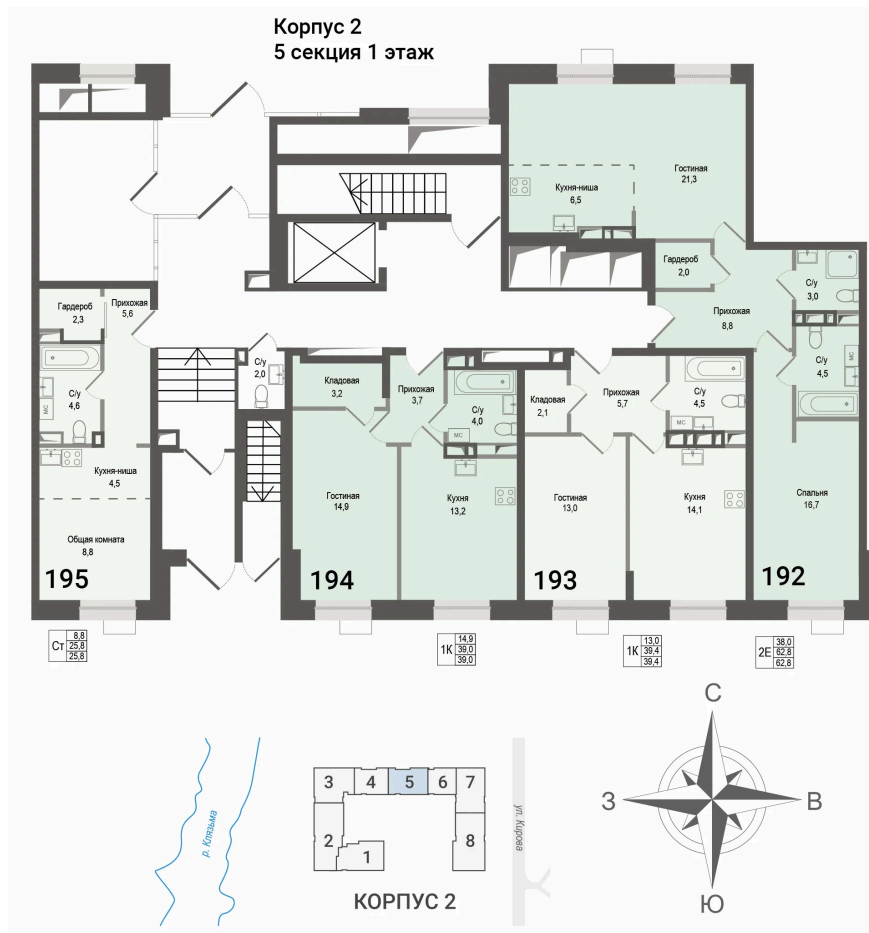 Корпус 2
5 секция 1 этаж
Гостиная
21,3
Кухня-ниша
6,5
Гардероб
2,0
С/у
3,0
Прихожая
8,8
С/у
4,5
МС
Спальня
16,7
192
Гардероб
2,3
Прихожая
5,6
С/у
4,6
МС
Кухня-ниша
4,5
Общая комната
8,8
195
С/у
2,0
Кладовая
3,2
Прихожая
3,7
С/у
4,0
МС
Гостиная
14,9
Кухня
13,2
194
Кладовая
2,1
Прихожая
5,7
С/у
4,5
МС
Гостиная
13,0
Кухня
14,1
193
Ст
8,8
25,8
25,8
1К
14,9
39,0
39,0
1К
13,0
39,4
39,4
2Е
38,0
62,8
62,8
р. Клязьма
3
4
5
6
7
2
1
8
КОРПУС 2
ул. Кирова
С
З
В
Ю